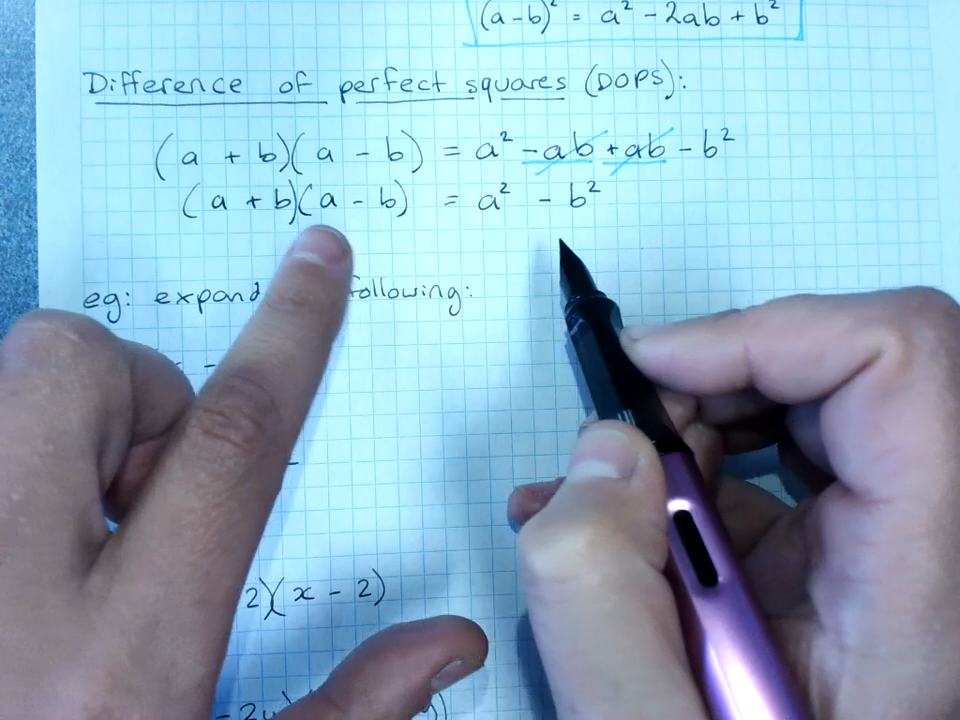 (a - b)² = a² - 2ab + b²
Difference of perfect squares (DOPS):
(a + b)(a - b) = a² - ab + ab - b²
(a + b)(a - b) = a² - b²
eg: expand following:
2)(x - 2)
- 2y)